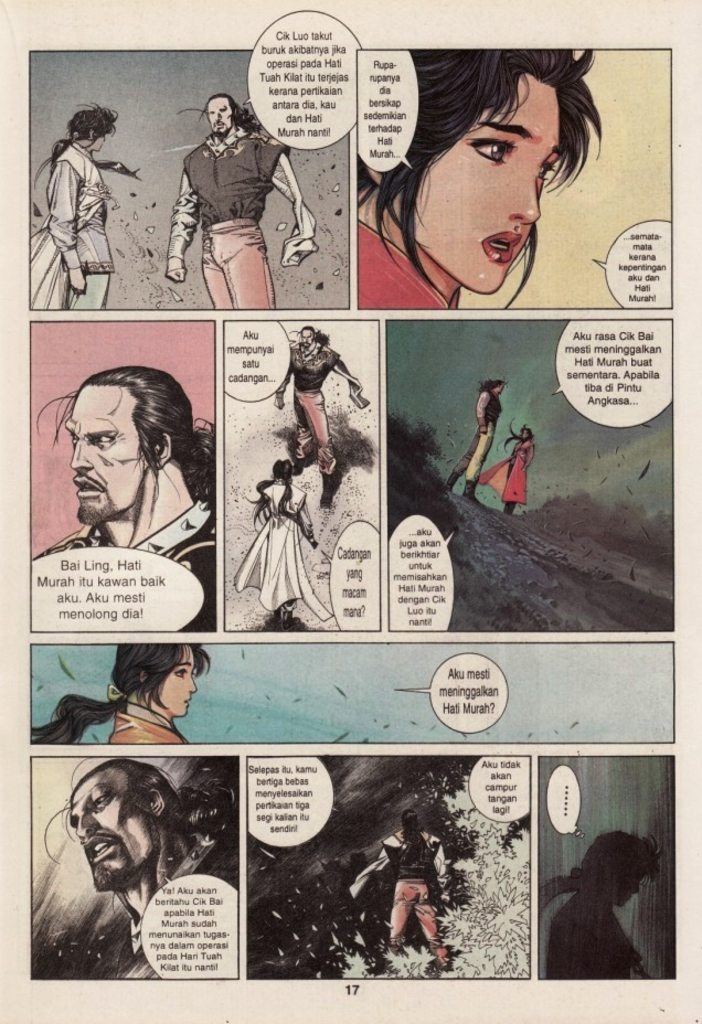 Cik Luo takut
buruk akibatnya jika
operasi pada Hati
Tuah Kilat itu terjejas
kerana pertikaian
antara dia, kau
dan Hati
Murah nanti!
Rupa-
rupanya
dia
bersikap
sedemikian
terhadap
Hati
Murah...
...semata-
mata
kerana
kepentingan
aku dan
Hati
Murah!
Bai Ling, Hati
Murah itu kawan baik
aku. Aku mesti
menolong dia!
Aku
mempunyai
satu
cadangan...
Cadangan
yang
macam
mana?
Aku rasa Cik Bai
mesti meninggalkan
Hati Murah buat
sementara. Apabila
tiba di Pintu
Angkasa...
...aku
juga akan
berikhtiar
untuk
memisahkan
Hati Murah
dengan Cik
Luo itu
nanti!
Aku mesti
meninggalkan
Hati Murah?
Ya! Aku akan
beritahu Cik Bai
apabila Hati
Murah sudah
menunaikan tugas-
nya dalam operasi
pada Hari Tuah
Kilat itu nanti!
Selepas itu, kamu
bertiga bebas
menyelesaikan
pertikaian tiga
segi kalian itu
sendiri!
Aku tidak
akan
campur
tangan
lagi!
......
17